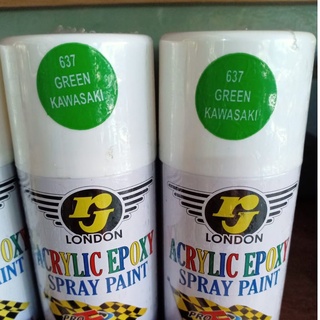 637
GREEN
KAWASAKI
rj
LONDON
ACRYLIC EPOXY
SPRAY PAINT
637
GREEN
KAWASAKI
rj
LONDON
ACRYLIC EPOXY
SPRAY PAINT